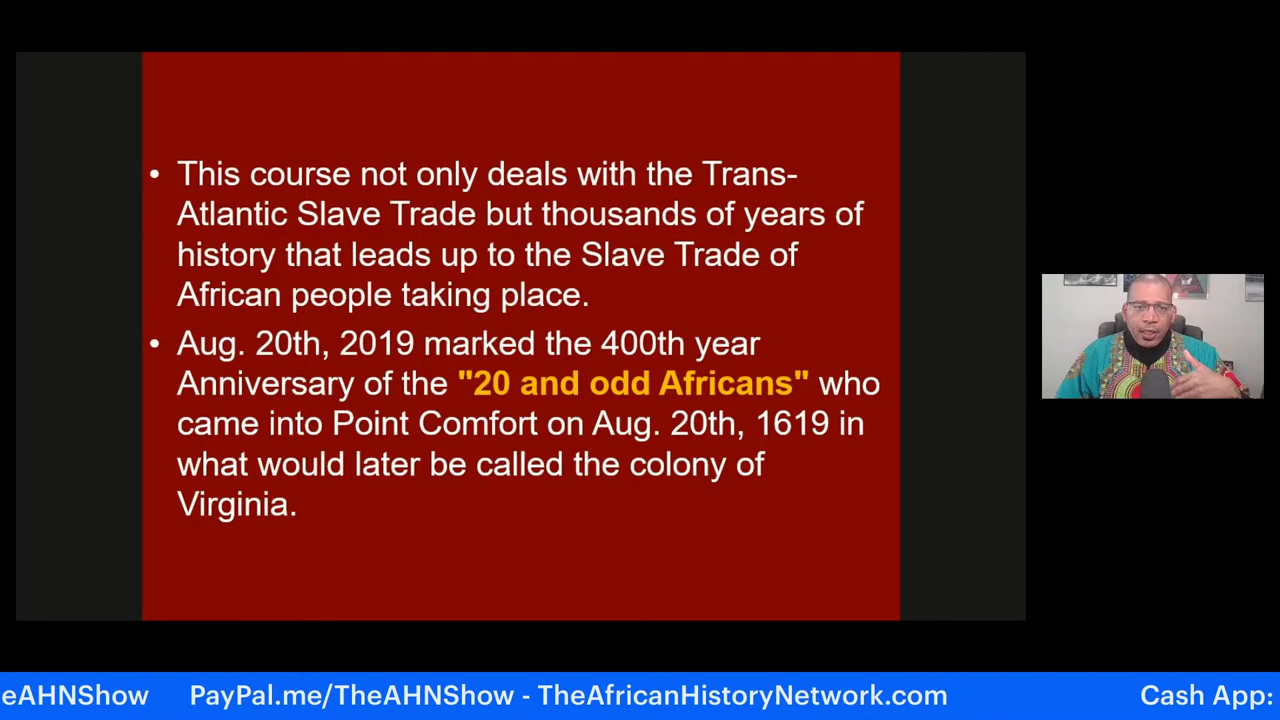 • This course not only deals with the Trans-
Atlantic Slave Trade but thousands of years of
history that leads up to the Slave Trade of
African people taking place.
• Aug. 20th, 2019 marked the 400th year
Anniversary of the "20 and odd Africans" who
came into Point Comfort on Aug. 20th, 1619 in
what would later be called the colony of
Virginia.
eAHNShow PayPal.me/TheAHNShow - TheAfricanHistoryNetwork.com Cash App: